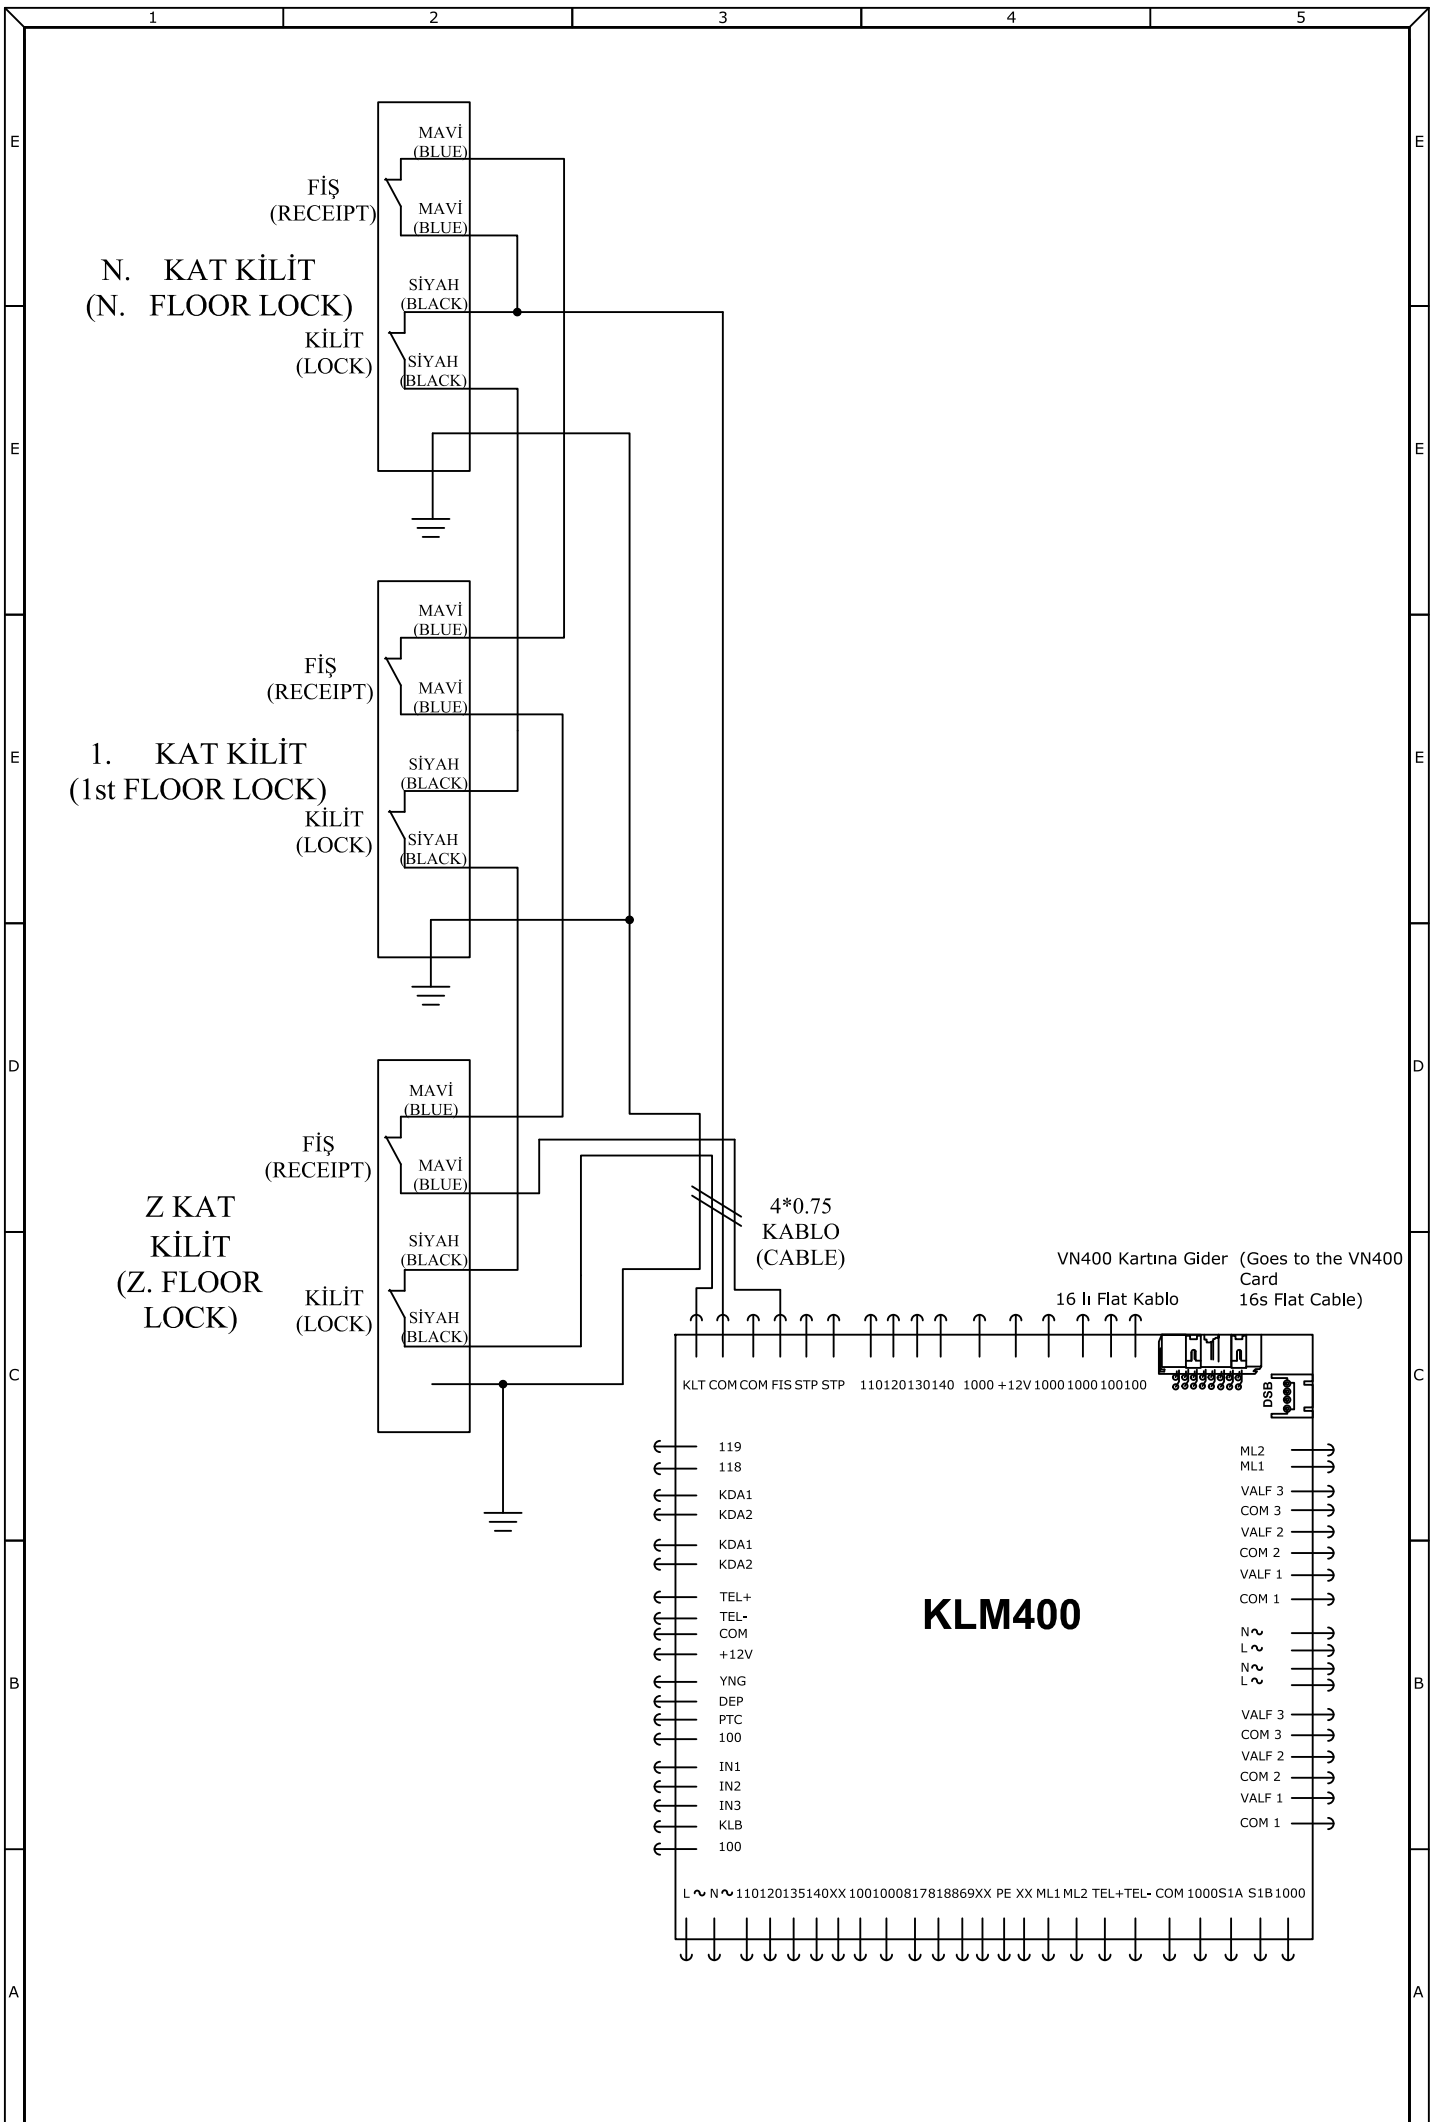 1 2 3 4 5
E E
MAVİ
(BLUE)
FİŞ
(RECEIPT)
MAVİ
(BLUE)
N. KAT KİLİT
(N. FLOOR LOCK)
SİYAH
(BLACK)
KİLİT
(LOCK)
SİYAH
(BLACK)
E E
MAVİ
(BLUE)
FİŞ
(RECEIPT)
MAVİ
(BLUE)
1. KAT KİLİT
(1st FLOOR LOCK)
E E
SİYAH
(BLACK)
KİLİT
(LOCK)
SİYAH
(BLACK)
D D
MAVİ
(BLUE)
FİŞ
(RECEIPT)
MAVİ
(BLUE)
Z KAT
KİLİT
(Z. FLOOR
LOCK)
SİYAH
(BLACK)
KİLİT
(LOCK)
SİYAH
(BLACK)
4*0.75
KABLO
(CABLE)
VN400 Kartına Gider (Goes to the VN400
Card
16 lı Flat Kablo 16s Flat Cable)
C C
KLT COM COM FIS STP STP 110120130140 1000 +12V 1000 1000 100100
DSB
119
118
KDA1
KDA2
KDA1
KDA2
TEL+
TEL-
COM
+12V
YNG
DEP
PTC
100
IN1
IN2
IN3
KLB
100
KLM400
ML2
ML1
VALF 3
COM 3
VALF 2
COM 2
VALF 1
COM 1
N~
L ~
N~
L ~
VALF 3
COM 3
VALF 2
COM 2
VALF 1
COM 1
B B
L ~ N ~ 110120135140XX 1001000817818869XX PE XX ML1 ML2 TEL+TEL- COM 1000S1A S1B1000
A A